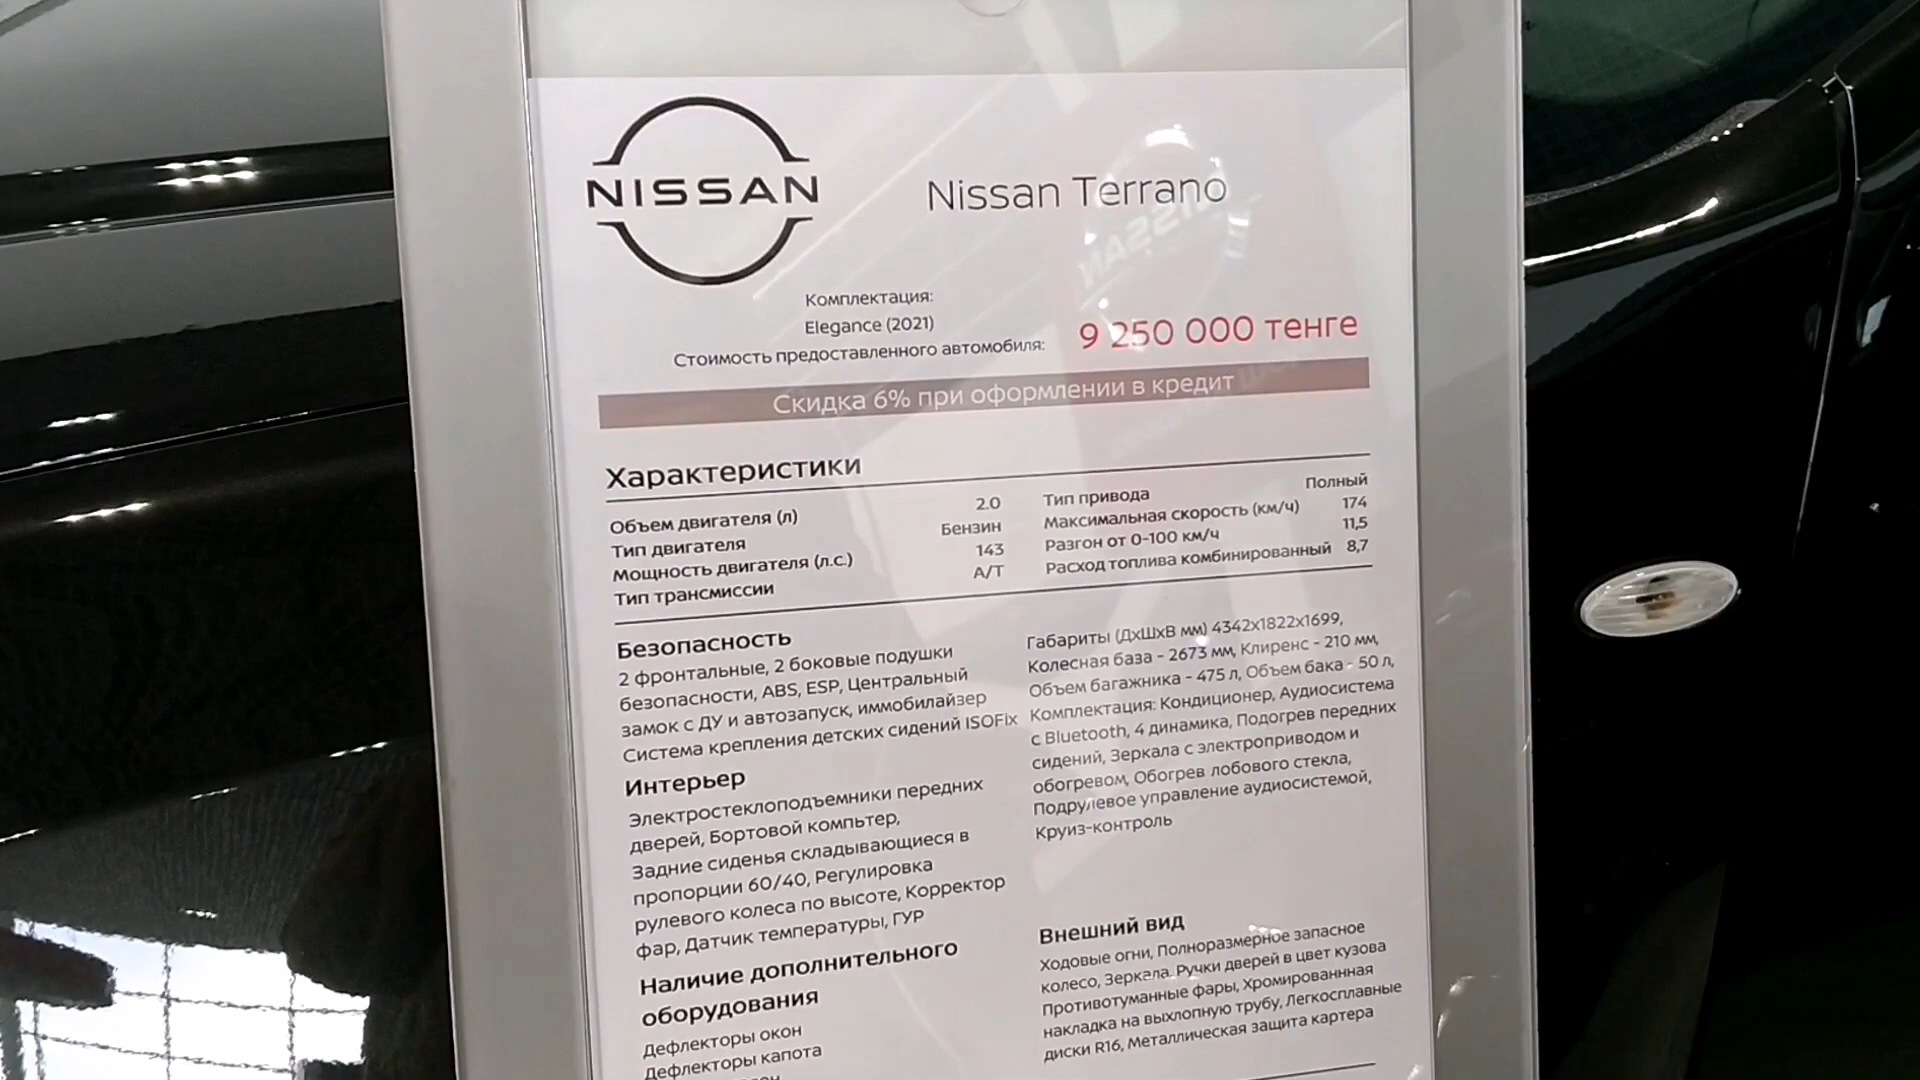 NISSAN
Nissan Terrano
Комплектация:
Elegance (2021)
Стоимость предоставленного автомобиля:
9 250 000 тенге
Скидка 6% при оформлении в кредит
Характеристики
Объем двигателя (л) 2.0
Тип двигателя Бензин
Мощность двигателя (л.с.) 143
Тип трансмиссии А/Т
Тип привода Полный
Максимальная скорость (км/ч) 174
Разгон от 0-100 км/ч 11,5
Расход топлива комбинированный 8,7
Безопасность
2 фронтальные, 2 боковые подушки
безопасности, ABS, ESP, Центральный
замок с ДУ и автозапуск, иммобилайзер
Система крепления детских сидений ISOFix
Интерьер
Электростеклоподъемники передних
дверей, Бортовой компьтер,
Задние сиденья складывающиеся в
пропорции 60/40, Регулировка
рулевого колеса по высоте, Корректор
фар, Датчик температуры, ГУР
Наличие дополнительного
оборудования
Дефлекторы окон
Дефлекторы капота
Габариты (ДхШхВ мм) 4342х1822х1699,
Колесная база - 2673 мм, Клиренс - 210 мм,
Объем багажника - 475 л, Объем бака - 50 л,
Комплектация: Кондиционер, Аудиосистема
с Bluetooth, 4 динамика, Подогрев передних
сидений, Зеркала с электроприводом и
обогревом, Обогрев лобового стекла,
Подрулевое управление аудиосистемой,
Круиз-контроль
Внешний вид
Ходовые огни, Полноразмерное запасное
колесо, Зеркала, Ручки дверей в цвет кузова
Противотуманные фары, Хромированнная
накладка на выхлопную трубу, Легкосплавные
диски R16, Металлическая защита картера